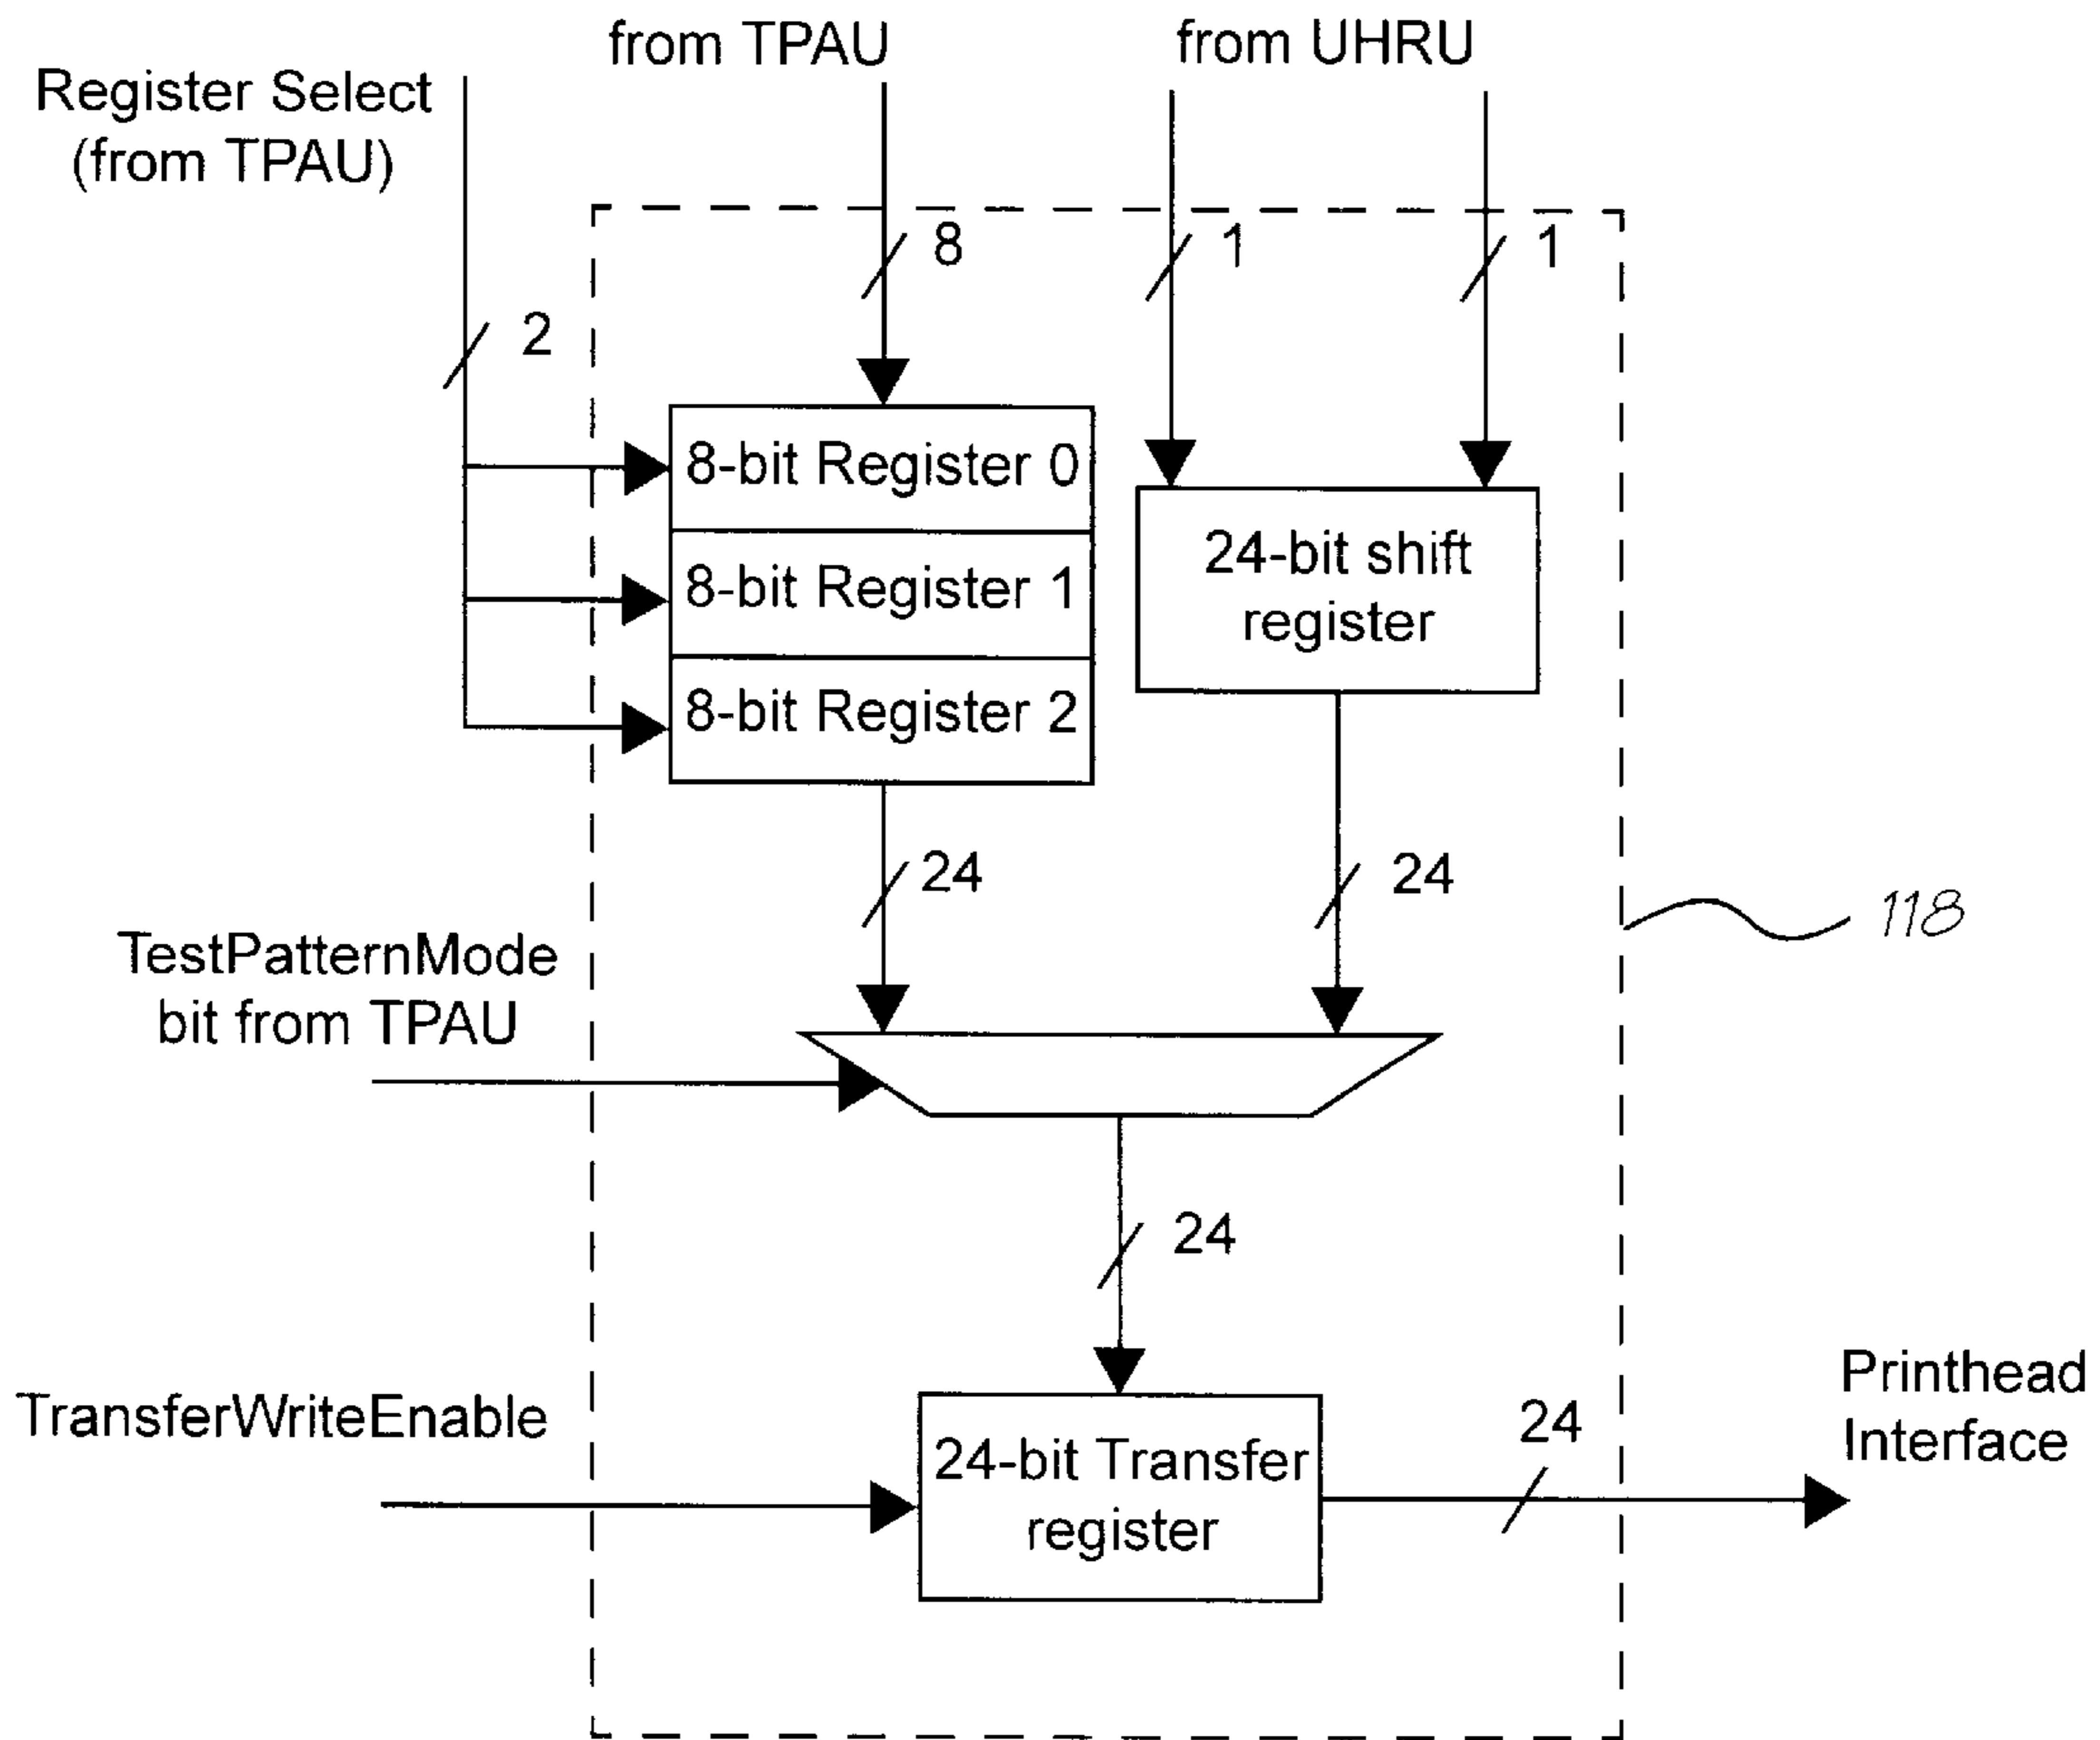 from TPAU
from UHRU
Register Select
(from TPAU)
8
1
1
2
8-bit Register 0
8-bit Register 1
8-bit Register 2
24-bit shift
register
24
24
118
TestPatternMode
bit from TPAU
24
TransferWriteEnable
24-bit Transfer
register
24
Printhead
Interface